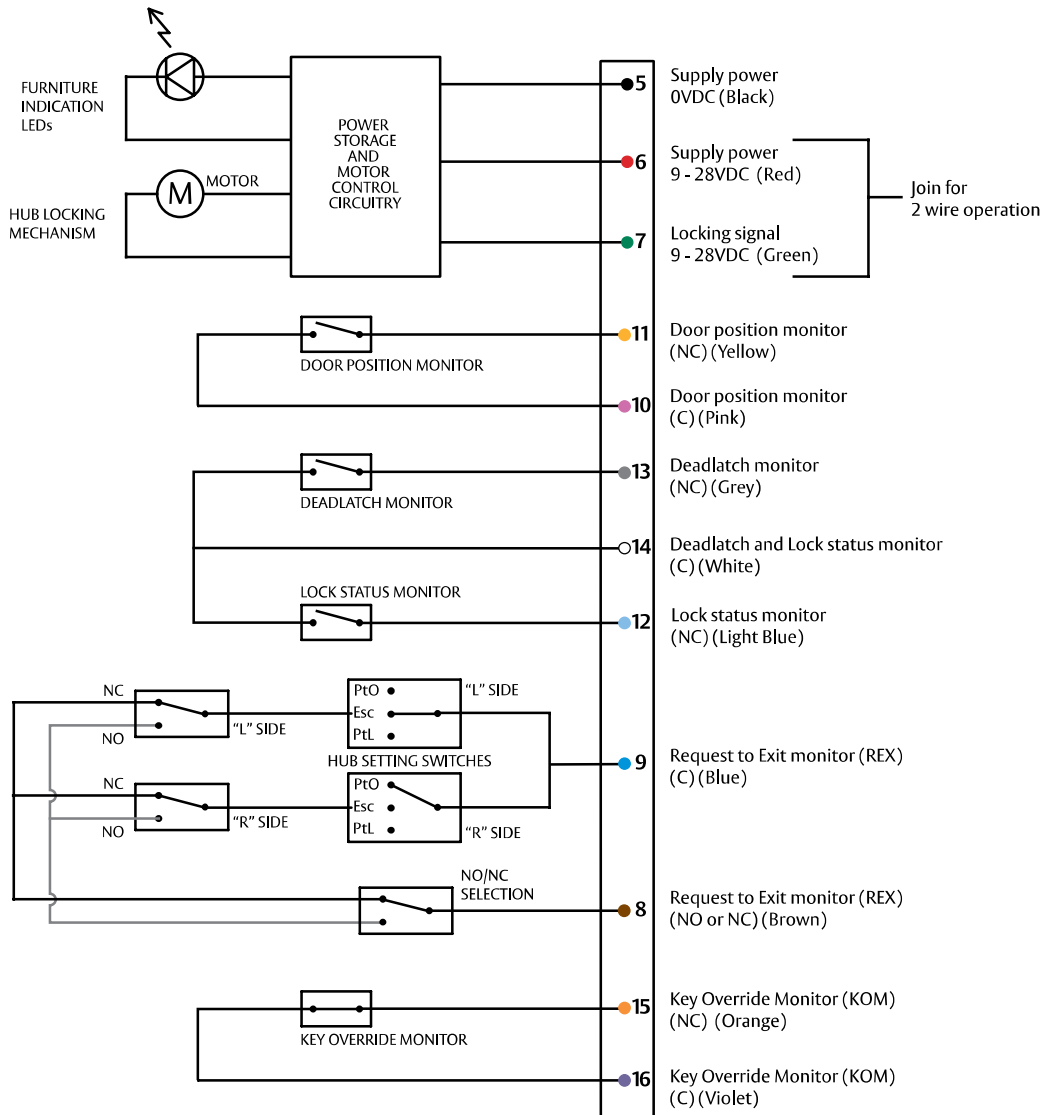 FURNITURE
INDICATION
LEDs
POWER
STORAGE
AND
MOTOR
CONTROL
CIRCUITRY
M
MOTOR
HUB LOCKING
MECHANISM
5
Supply power
0VDC (Black)
6
Supply power
9 - 28VDC (Red)
7
Locking signal
9 - 28VDC (Green)
Join for
2 wire operation
DOOR POSITION MONITOR
11
Door position monitor
(NC) (Yellow)
10
Door position monitor
(C) (Pink)
DEADLATCH MONITOR
13
Deadlatch monitor
(NC) (Grey)
14
Deadlatch and Lock status monitor
(C) (White)
LOCK STATUS MONITOR
12
Lock status monitor
(NC) (Light Blue)
NC
NO
"L" SIDE
PtO
Esc
PtL
"L" SIDE
HUB SETTING SWITCHES
NC
NO
"R" SIDE
PtO
Esc
PtL
"R" SIDE
9
Request to Exit monitor (REX)
(C) (Blue)
NO/NC
SELECTION
8
Request to Exit monitor (REX)
(NO or NC) (Brown)
KEY OVERRIDE MONITOR
15
Key Override Monitor (KOM)
(NC) (Orange)
16
Key Override Monitor (KOM)
(C) (Violet)